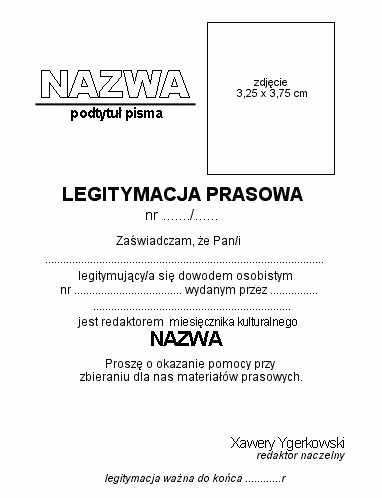 NAZWA
podtytuł pisma
zdjęcie
3,25 x 3,75 cm
LEGITYMACJA PRASOWA
nr ......./......
Zaświadczam, że Pan/i
.............................................................................................
legitymujący/a się dowodem osobistym
nr .................................... wydanym przez ................
..................................................................
jest redaktorem miesięcznika kulturalnego
NAZWA
Proszę o okazanie pomocy przy
zbieraniu dla nas materiałów prasowych.
Xawery Ygerkowski
redaktor naczelny
legitymacja ważna do końca ............r